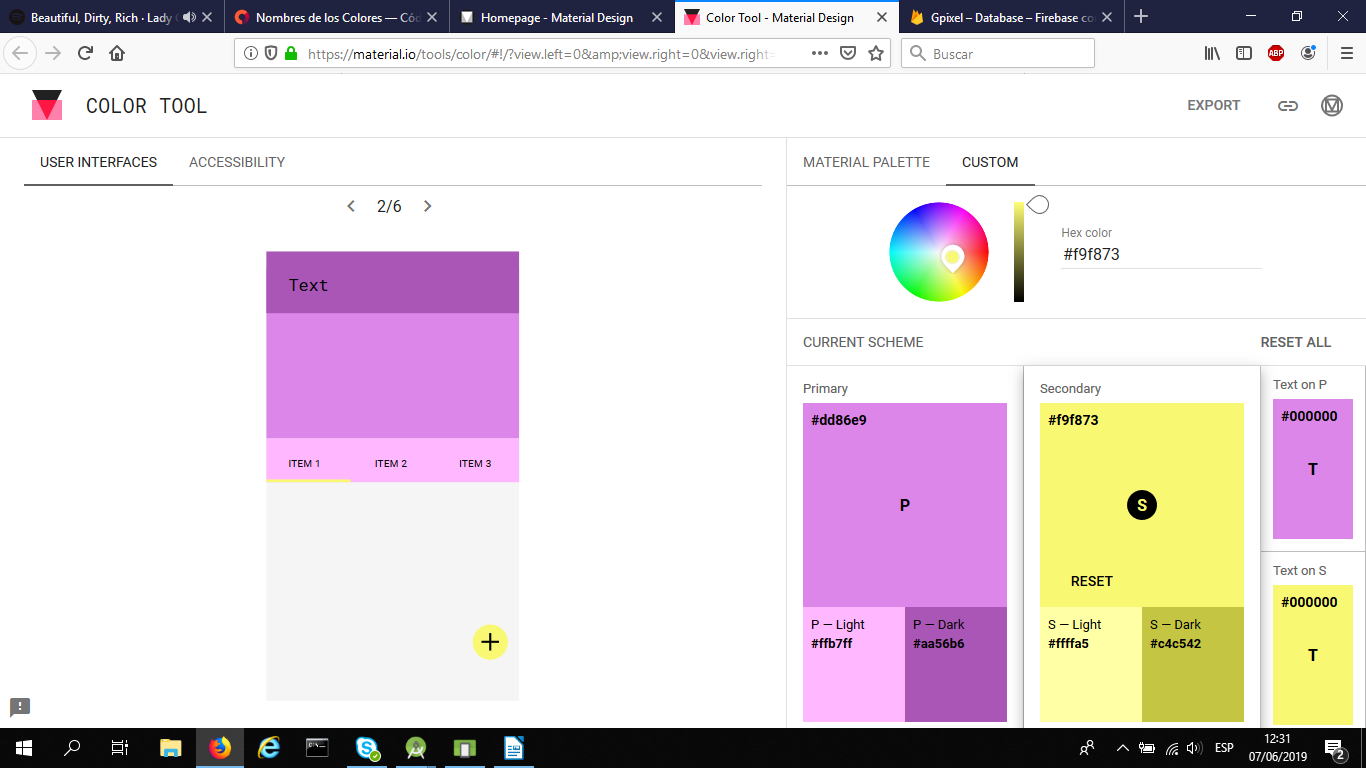 Beautiful, Dirty, Rich · Lady
Nombres de los Colores — Cód
Homepage - Material Design
Color Tool - Material Design
Gpixel – Database – Firebase co
https://material.io/tools/color/#!/?view.left=0&amp;view.right=0&view.right=
Buscar
ABP
COLOR TOOL
EXPORT
USER INTERFACES
ACCESSIBILITY
MATERIAL PALETTE
CUSTOM
2/6
Hex color
#f9f873
Text
CURRENT SCHEME
RESET ALL
Primary
Secondary
Text on P
#dd86e9
#f9f873
#000000
ITEM 1
ITEM 2
ITEM 3
T
P
S
Text on S
RESET
#000000
P — Light
#ffb7ff
P — Dark
#aa56b6
S — Light
#ffffa5
S — Dark
#c4c542
T
ESP
12:31
07/06/2019
2